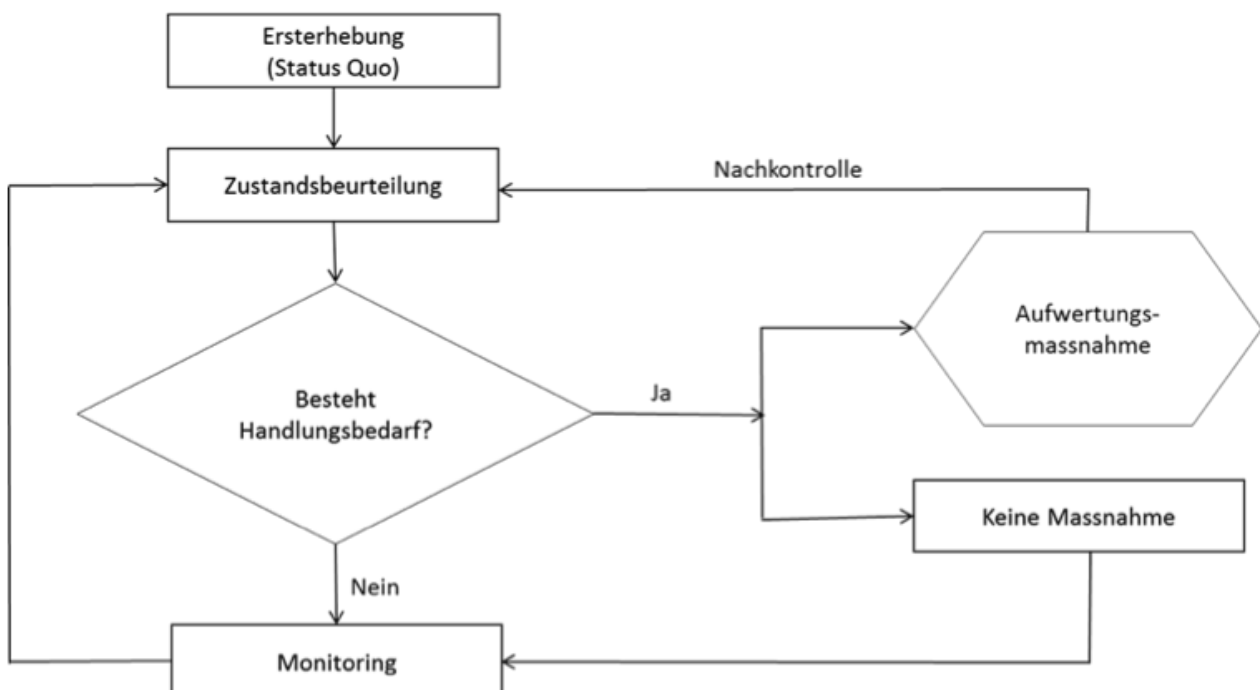 Ersterhebung
(Status Quo)
Zustandsbeurteilung
Nachkontrolle
Aufwertungs-
massnahme
Besteht
Handlungsbedarf?
Ja
Keine Massnahme
Nein
Monitoring